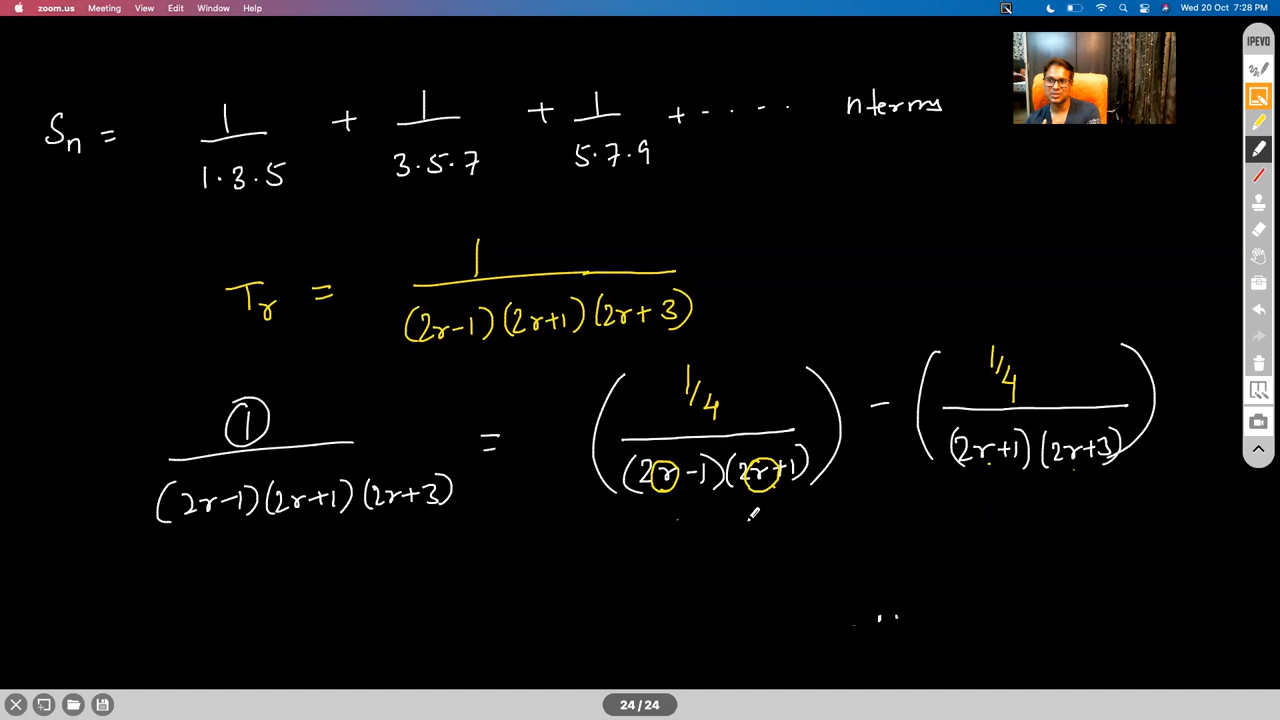 zoom.us Meeting View Edit Window Help Wed 20 Oct 7:28 PM
IPEVO
Sn = 1/(1·3·5) + 1/(3·5·7) + 1/(5·7·9) + ---- n terms
Tr = 1/((2r-1)(2r+1)(2r+3))
1/((2r-1)(2r+1)(2r+3)) = ((1/4)/((2r-1)(2r+1))) - ((1/4)/((2r+1)(2r+3)))
24/24